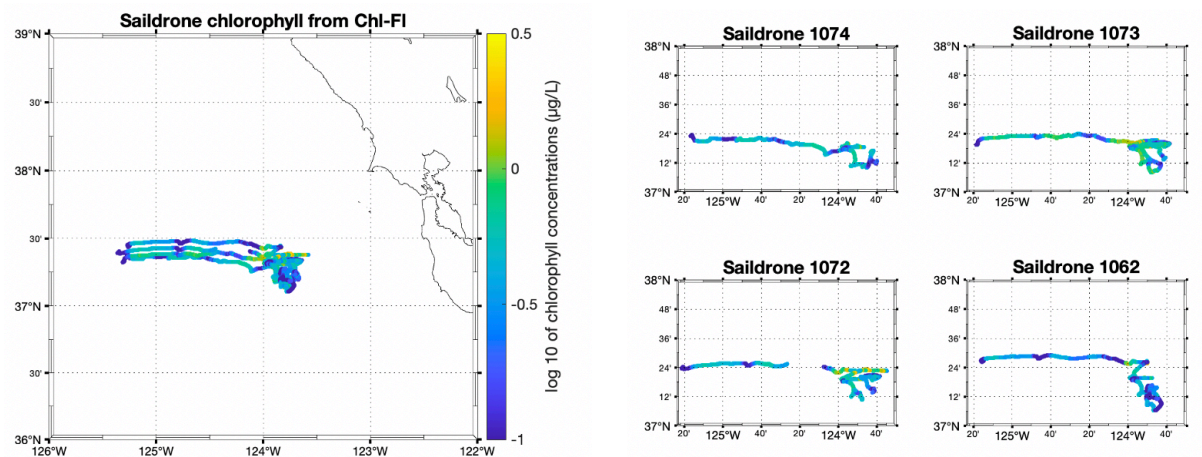 Saildrone chlorophyll from Chl-Fl
39°N
30'
38°N
30'
37°N
30'
36°N
126°W 125°W 124°W 123°W 122°W
0.5
0
-0.5
-1
log 10 of chlorophyll concentrations (µg/L)
Saildrone 1074
38°N
48'
36'
24'
12'
37°N
20' 125°W 40' 20' 124°W 40'
Saildrone 1073
38°N
48'
36'
24'
12'
37°N
20' 125°W 40' 20' 124°W 40'
Saildrone 1072
38°N
48'
36'
24'
12'
37°N
20' 125°W 40' 20' 124°W 40'
Saildrone 1062
38°N
48'
36'
24'
12'
37°N
20' 125°W 40' 20' 124°W 40'